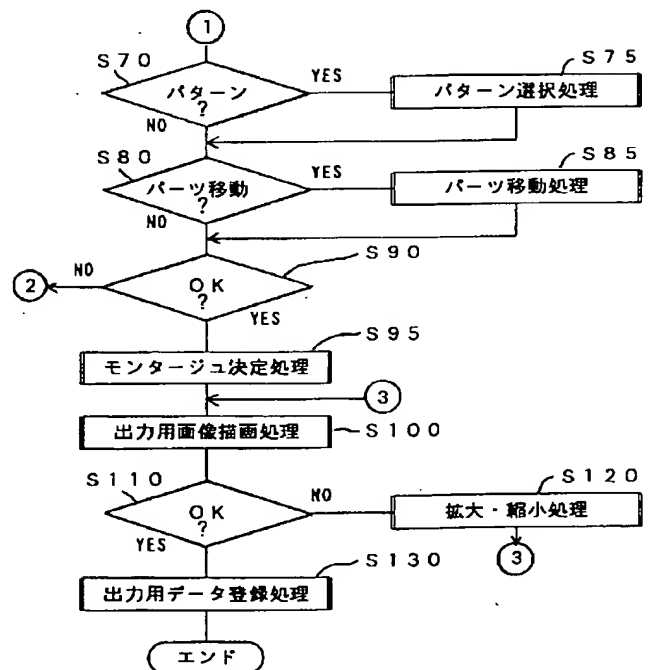 ①
S70
パターン
?
YES
S75
パターン選択処理
NO
S80
パーツ移動
?
YES
S85
パーツ移動処理
NO
S90
OK
?
NO
②
YES
S95
モンタージュ決定処理
③
出力用画像描画処理
S100
S110
OK
?
NO
S120
拡大・縮小処理
③
YES
S130
出力用データ登録処理
エンド